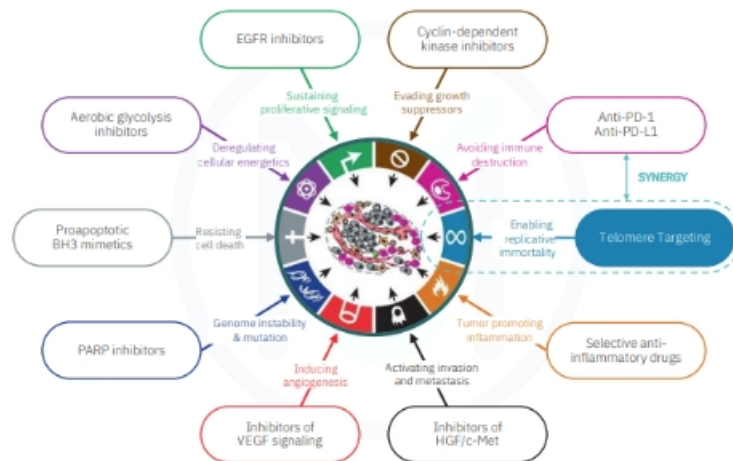 EGFR inhibitors
Cyclin-dependent
kinase inhibitors
Sustaining
proliferative signaling
Evading growth
suppressors
Aerobic glycolysis
inhibitors
Anti-PD-1
Anti-PD-L1
Deregulating
cellular energetics
Avoiding immune
destruction
SYNERGY
Proapoptotic
BH3 mimetics
Resisting
cell death
Enabling
replicative
immortality
Telomere Targeting
PARP inhibitors
Genome instability
& mutation
Tumor promoting
inflammation
Selective anti-
inflammatory drugs
Inducing
angiogenesis
Activating invasion
and metastasis
Inhibitors of
VEGF signaling
Inhibitors of
HGF/c-Met